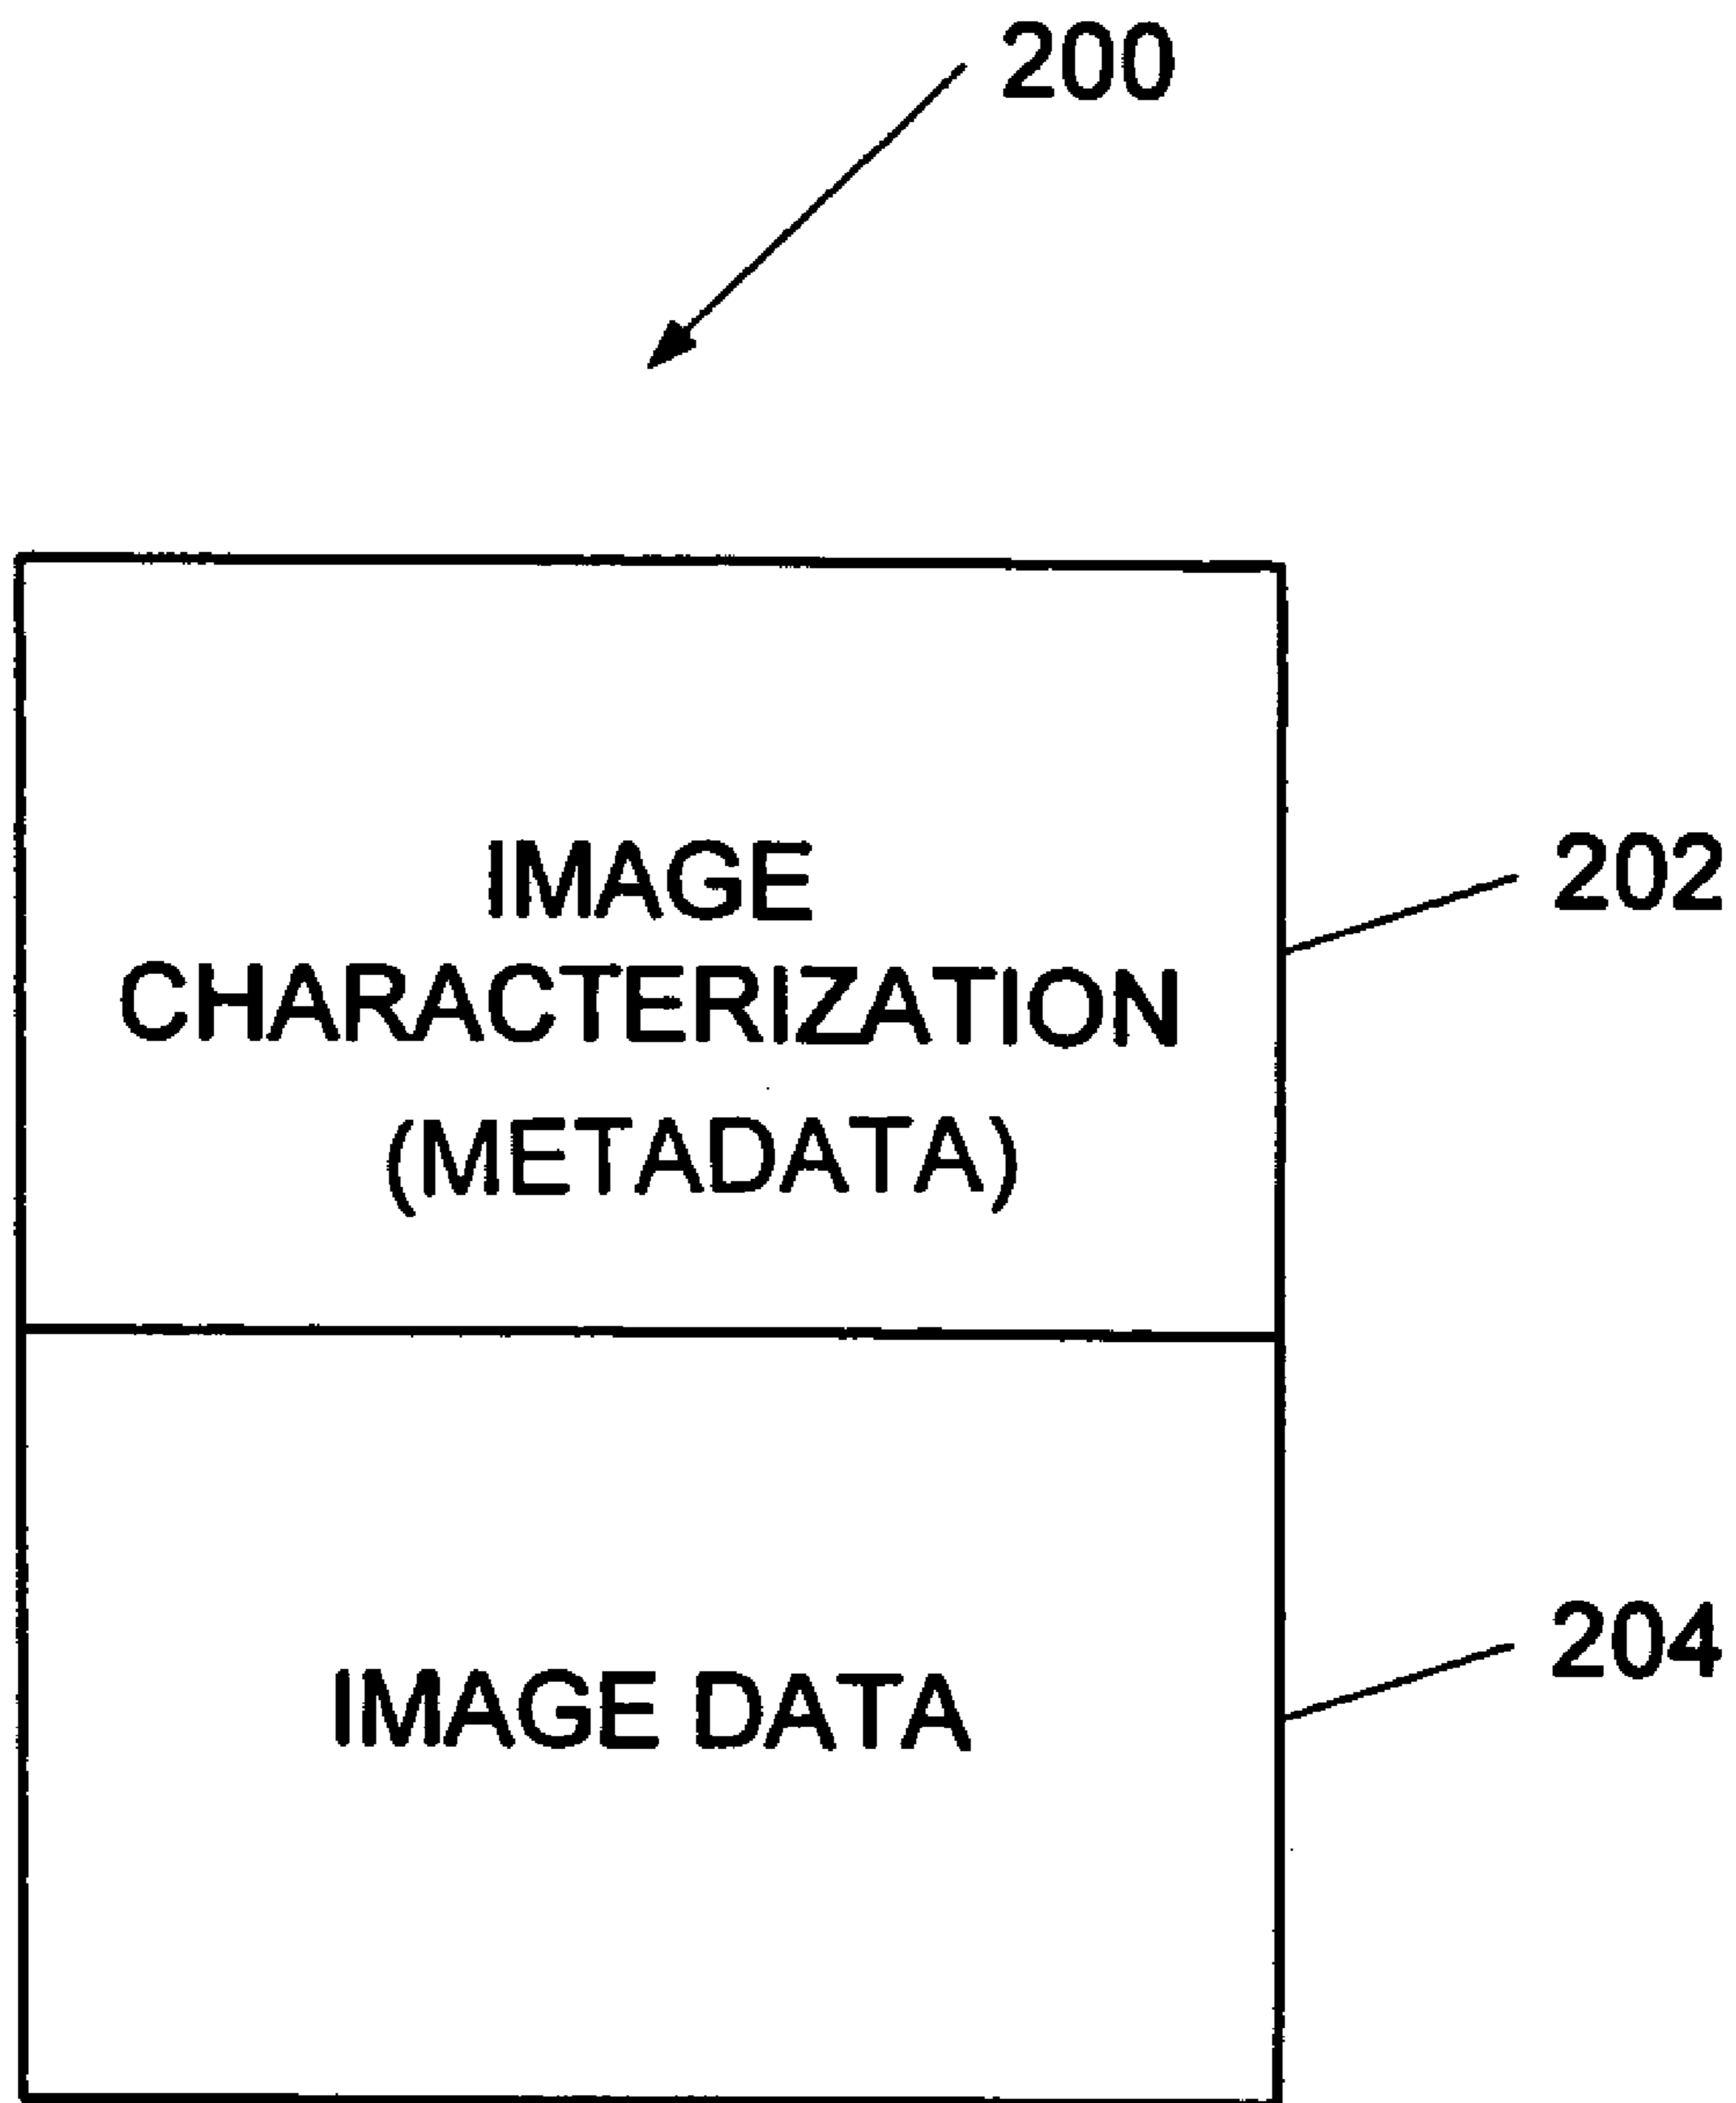 200
IMAGE
CHARACTERIZATION
(METADATA)
202
IMAGE DATA
204